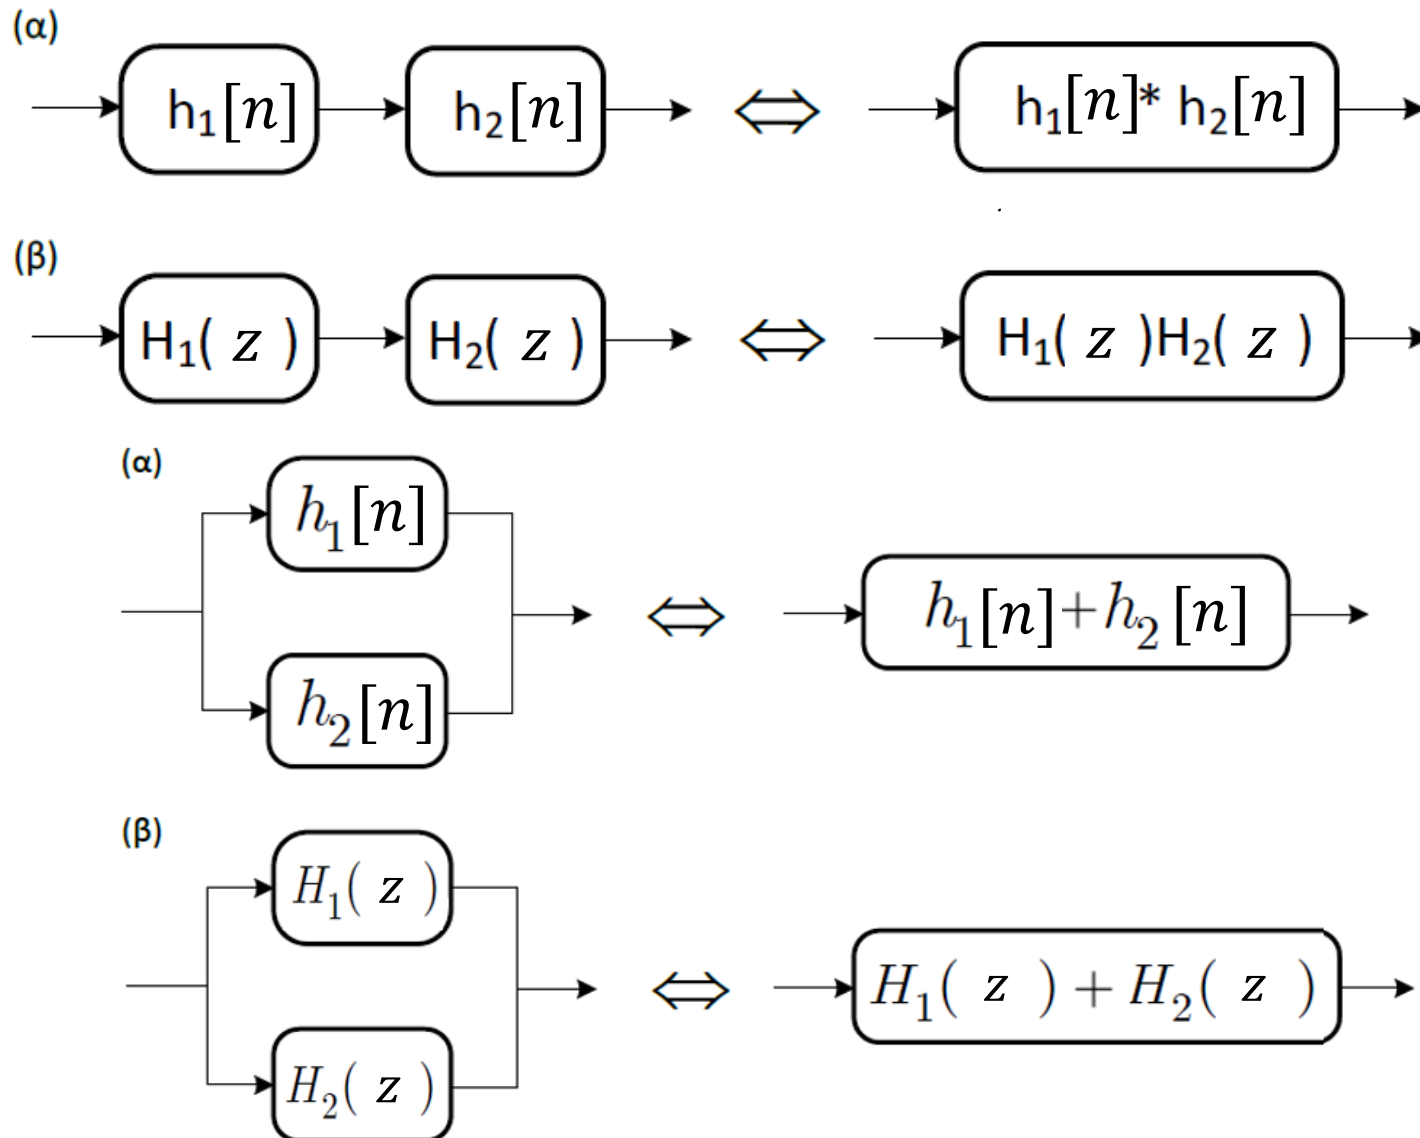 (α)
h₁[n] h₂[n] ⇔ h₁[n]* h₂[n]
(β)
H₁( z ) H₂( z ) ⇔ H₁( z )H₂( z )
(α)
h₁[n]
⇔ h₁[n]+h₂[n]
h₂[n]
(β)
H₁( z )
⇔ H₁( z ) + H₂( z )
H₂( z )